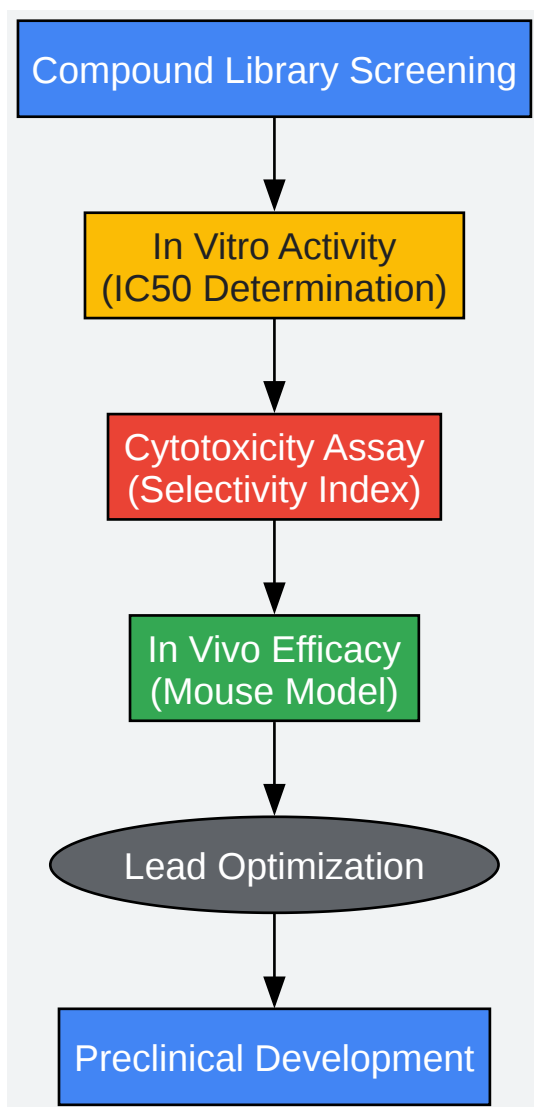 Compound Library Screening
In Vitro Activity
(IC50 Determination)
Cytotoxicity Assay
(Selectivity Index)
In Vivo Efficacy
(Mouse Model)
Lead Optimization
Preclinical Development